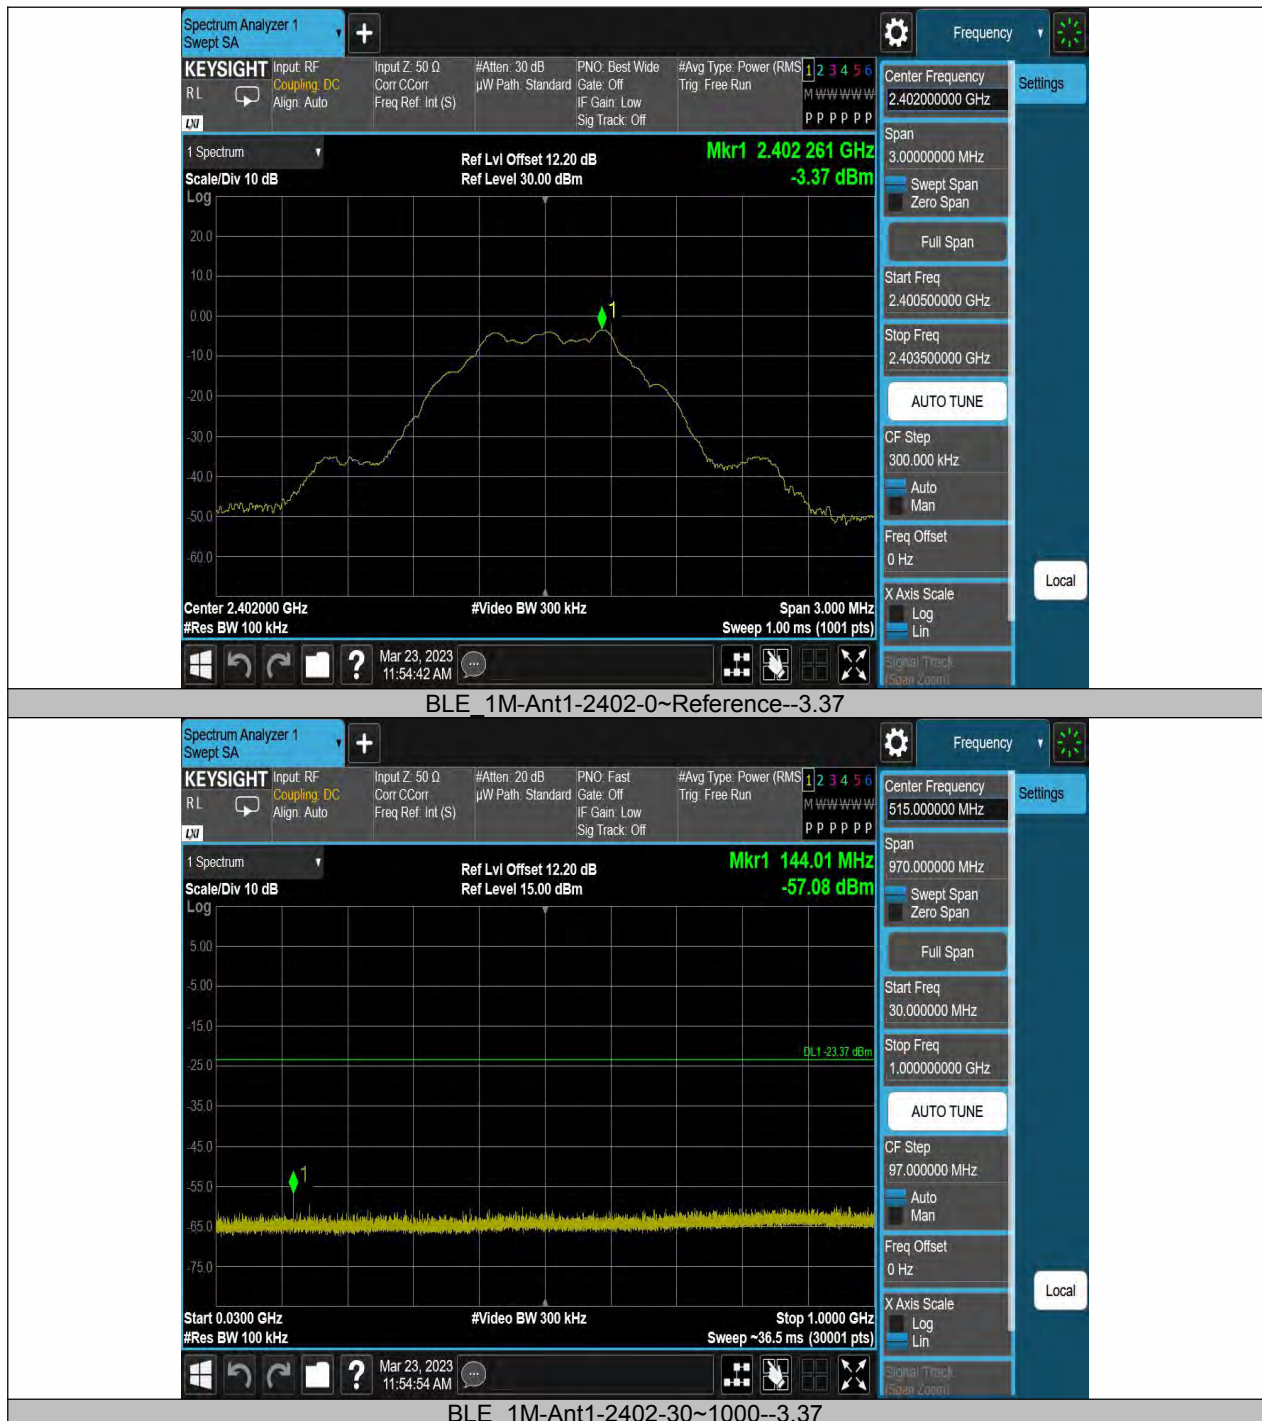 Spectrum Analyzer 1
Swept SA
+
Frequency
KEYSIGHT
RL
LXI
Input: RF
Coupling: DC
Align: Auto
Input Z: 50 Ω
Corr CCorr
Freq Ref: Int (S)
#Atten: 30 dB
µW Path: Standard
PNO: Best Wide
Gate: Off
IF Gain: Low
Sig Track: Off
#Avg Type: Power (RMS
Trig: Free Run
1 2 3 4 5 6
M W W W W W
P P P P P P
Center Frequency
2.402000000 GHz
Settings
1 Spectrum
Scale/Div 10 dB
Log
Ref Lvl Offset 12.20 dB
Ref Level 30.00 dBm
Mkr1 2.402 261 GHz
-3.37 dBm
Span
3.00000000 MHz
Swept Span
Zero Span
Full Span
Start Freq
2.400500000 GHz
Stop Freq
2.403500000 GHz
AUTO TUNE
CF Step
300.000 kHz
Auto
Man
Freq Offset
0 Hz
X Axis Scale
Log
Lin
Signal Track
(Span Zoom)
Local
20.0
10.0
0.00
-10.0
-20.0
-30.0
-40.0
-50.0
-60.0
1
Center 2.402000 GHz
#Res BW 100 kHz
#Video BW 300 kHz
Span 3.000 MHz
Sweep 1.00 ms (1001 pts)
?
Mar 23, 2023
11:54:42 AM
BLE_1M-Ant1-2402-0~Reference--3.37
Spectrum Analyzer 1
Swept SA
+
Frequency
KEYSIGHT
RL
LXI
Input: RF
Coupling: DC
Align: Auto
Input Z: 50 Ω
Corr CCorr
Freq Ref: Int (S)
#Atten: 20 dB
µW Path: Standard
PNO: Fast
Gate: Off
IF Gain: Low
Sig Track: Off
#Avg Type: Power (RMS
Trig: Free Run
1 2 3 4 5 6
M W W W W W
P P P P P P
Center Frequency
515.000000 MHz
Settings
1 Spectrum
Scale/Div 10 dB
Log
Ref Lvl Offset 12.20 dB
Ref Level 15.00 dBm
Mkr1 144.01 MHz
-57.08 dBm
Span
970.000000 MHz
Swept Span
Zero Span
Full Span
Start Freq
30.000000 MHz
Stop Freq
1.000000000 GHz
AUTO TUNE
CF Step
97.000000 MHz
Auto
Man
Freq Offset
0 Hz
X Axis Scale
Log
Lin
Signal Track
(Span Zoom)
Local
5.00
-5.00
-15.0
-25.0
-35.0
-45.0
-55.0
-65.0
-75.0
DL1 -23.37 dBm
1
Start 0.0300 GHz
#Res BW 100 kHz
#Video BW 300 kHz
Stop 1.0000 GHz
Sweep ~36.5 ms (30001 pts)
?
Mar 23, 2023
11:54:54 AM
BLE_1M-Ant1-2402-30~1000--3.37